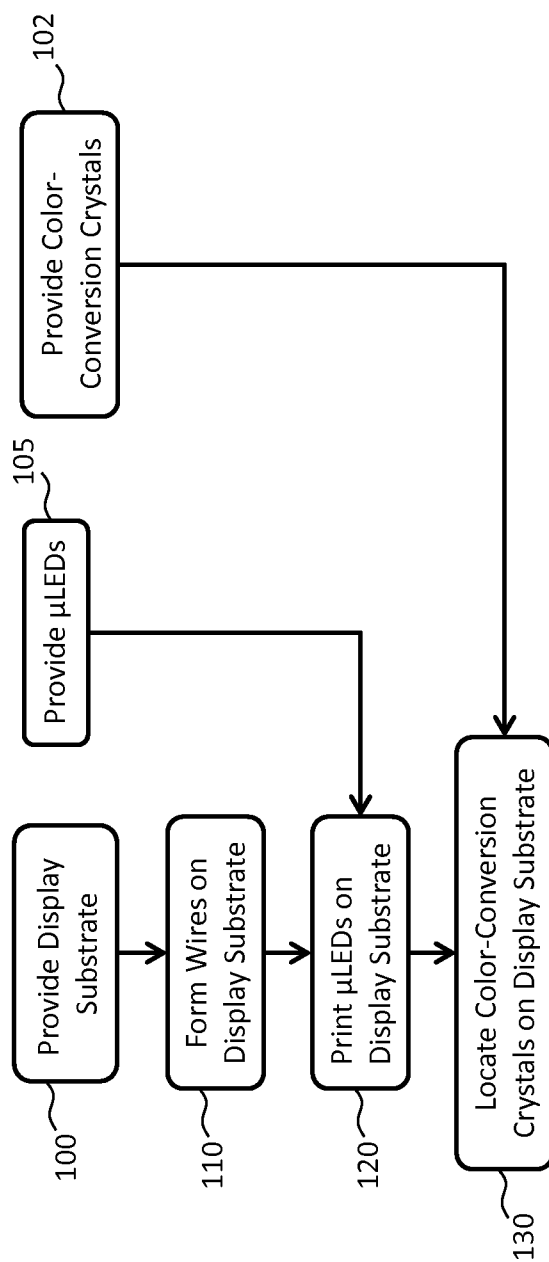 100
Provide Display
Substrate
105
Provide µLEDs
102
Provide Color-
Conversion Crystals
110
Form Wires on
Display Substrate
120
Print µLEDs on
Display Substrate
130
Locate Color-Conversion
Crystals on Display Substrate